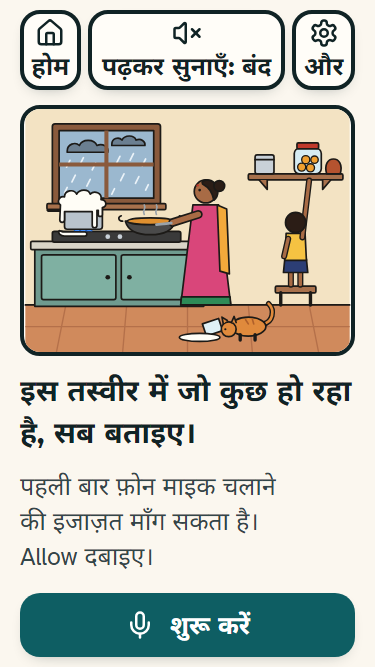 होम
पढ़कर सुनाएँ: बंद
और
इस तस्वीर में जो कुछ हो रहा
है, सब बताइए।
पहली बार फ़ोन माइक चलाने
की इजाज़त माँग सकता है।
Allow दबाइए।
शुरू करें